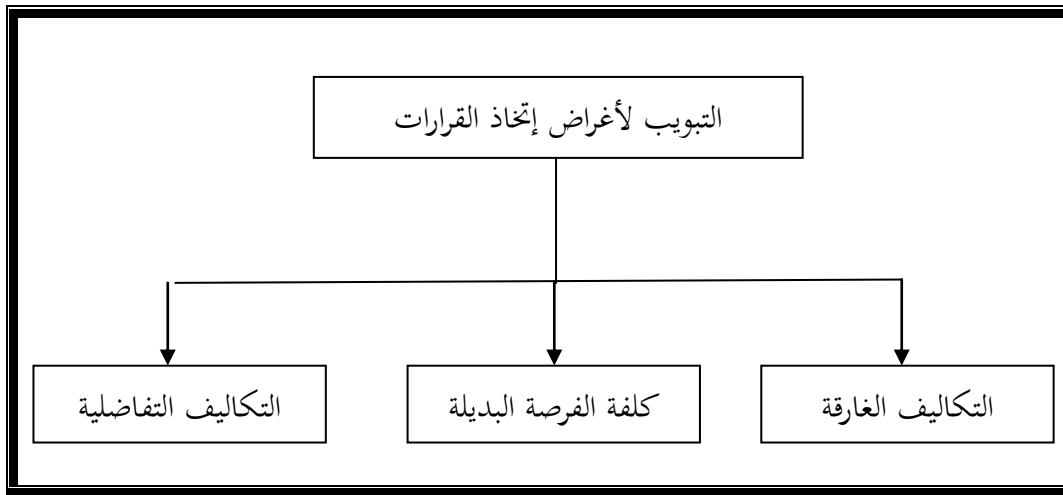 التبويب لأغراض إتخاذ القرارات
التكاليف الغارقة
كلفة الفرصة البديلة
التكاليف التفاضلية